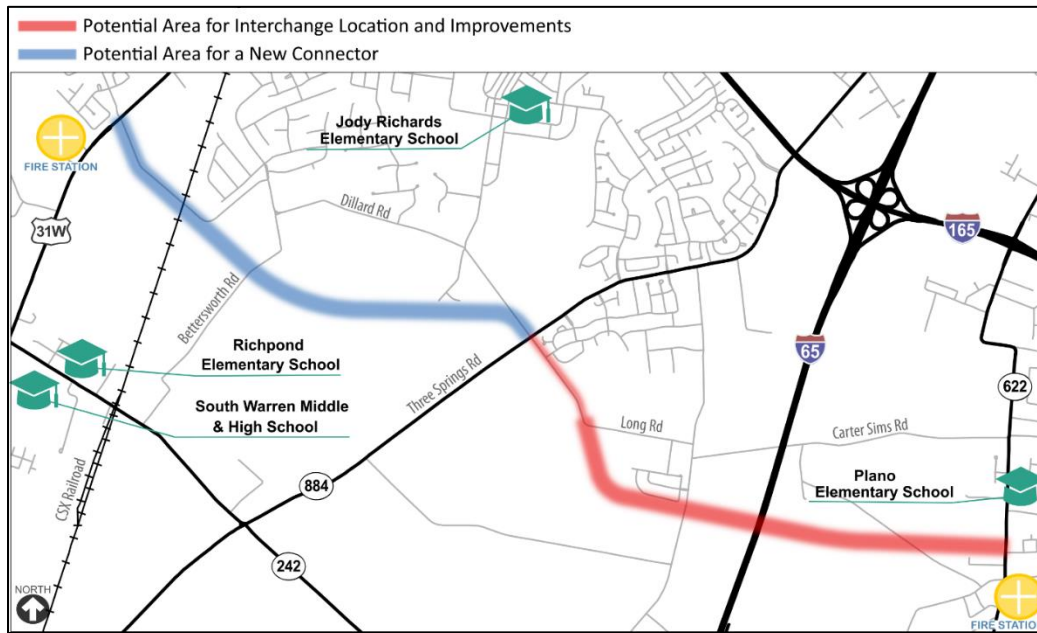 Potential Area for Interchange Location and Improvements
Potential Area for a New Connector
Jody Richards
Elementary School
FIRE STATION
Dillard Rd
31W
165
Bettersworth Rd
Richpond
Elementary School
Three Springs Rd
65
622
South Warren Middle
& High School
Long Rd
Carter Sims Rd
Plano
Elementary School
CSX Railroad
884
242
NORTH
FIRE STATIO